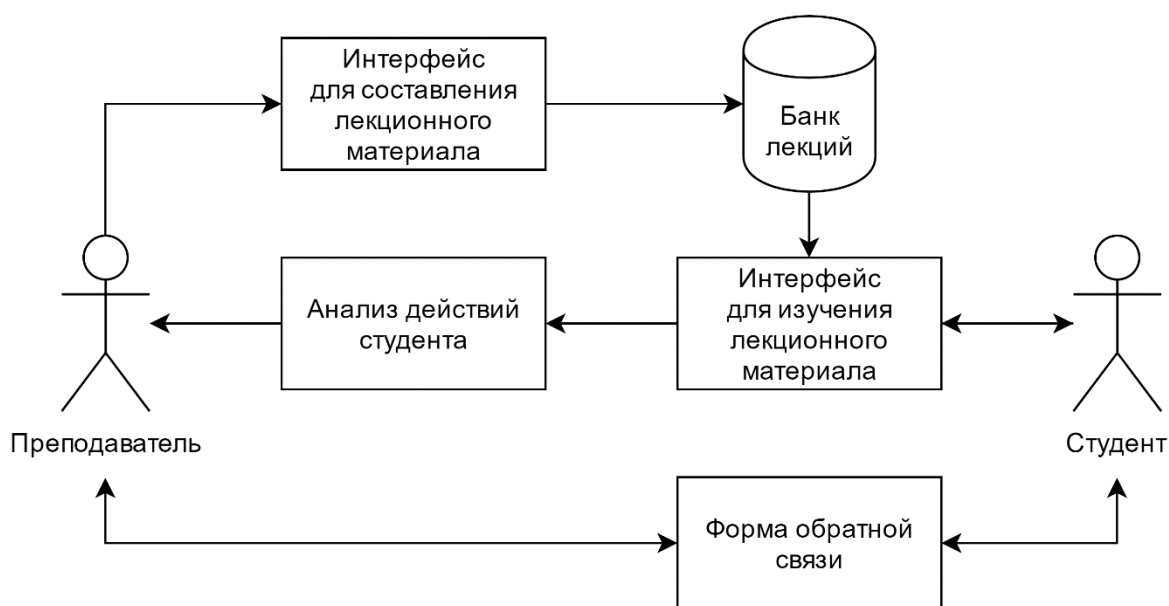 Интерфейс
для составления
лекционного
материала
Банк
лекций
Анализ действий
студента
Интерфейс
для изучения
лекционного
материала
Преподаватель
Студент
Форма обратной
связи